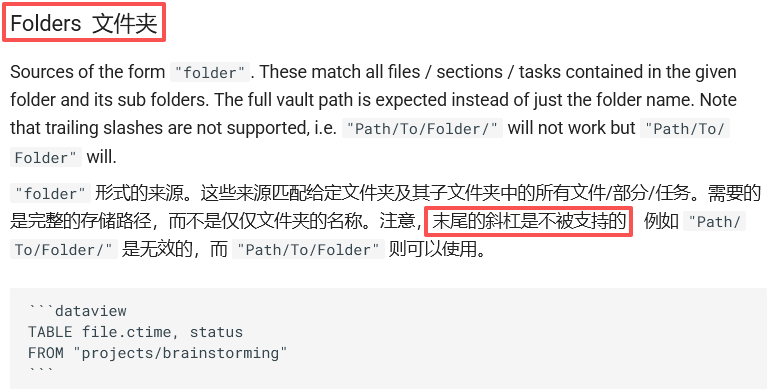 Folders 文件夹
Sources of the form "folder". These match all files / sections / tasks contained in the given
folder and its sub folders. The full vault path is expected instead of just the folder name. Note
that trailing slashes are not supported, i.e. "Path/To/Folder/" will not work but "Path/To/
Folder" will.
"folder" 形式的来源。这些来源匹配给定文件夹及其子文件夹中的所有文件/部分/任务。需要的
是完整的存储路径，而不是仅仅文件夹的名称。注意，末尾的斜杠是不被支持的 例如 "Path/
To/Folder/" 是无效的，而 "Path/To/Folder" 则可以使用。
```dataview
TABLE file.ctime, status
FROM "projects/brainstorming"
```